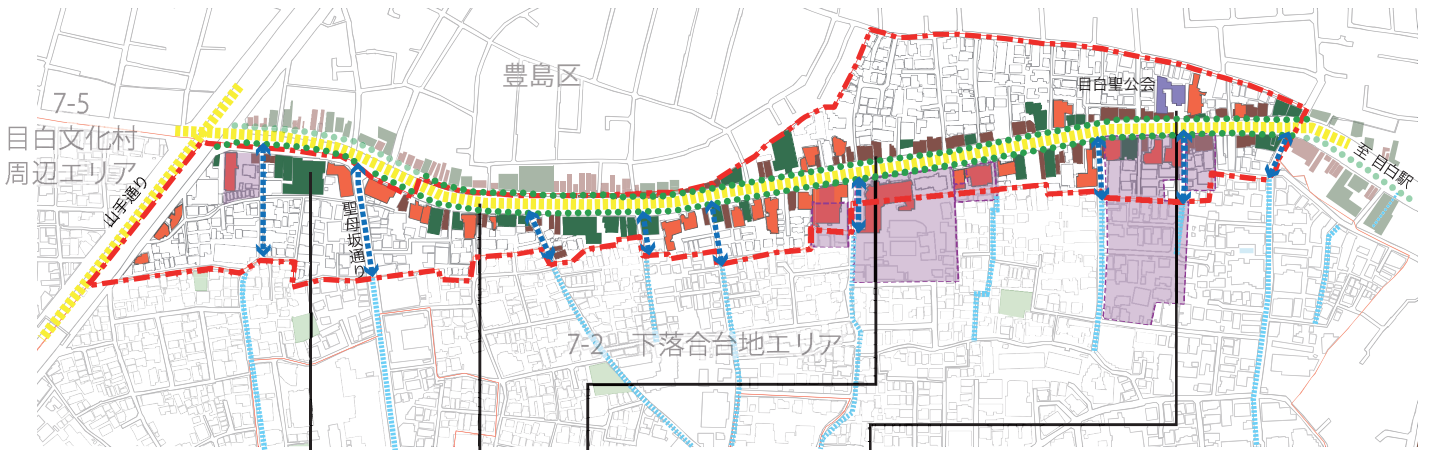 豊島区
目白聖公会
7-5
目白文化村
周辺エリア
至 目白駅
山手通り
聖母坂通り
7-2 下落合台地エリア